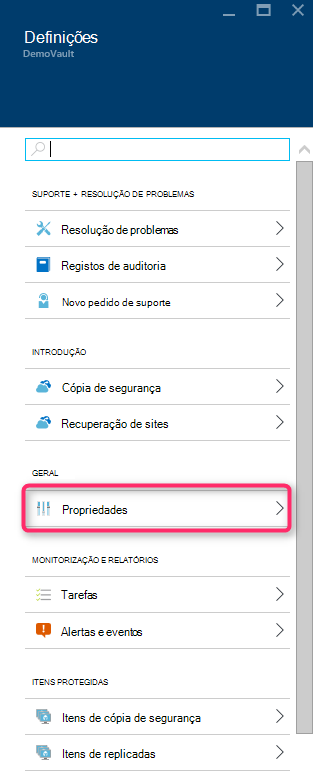 Definições
DemoVault
SUPORTE + RESOLUÇÃO DE PROBLEMAS
Resolução de problemas
Registos de auditoria
Novo pedido de suporte
INTRODUÇÃO
Cópia de segurança
Recuperação de sites
GERAL
Propriedades
MONITORIZAÇÃO E RELATÓRIOS
Tarefas
Alertas e eventos
ITENS PROTEGIDAS
Itens de cópia de segurança
Itens de replicadas